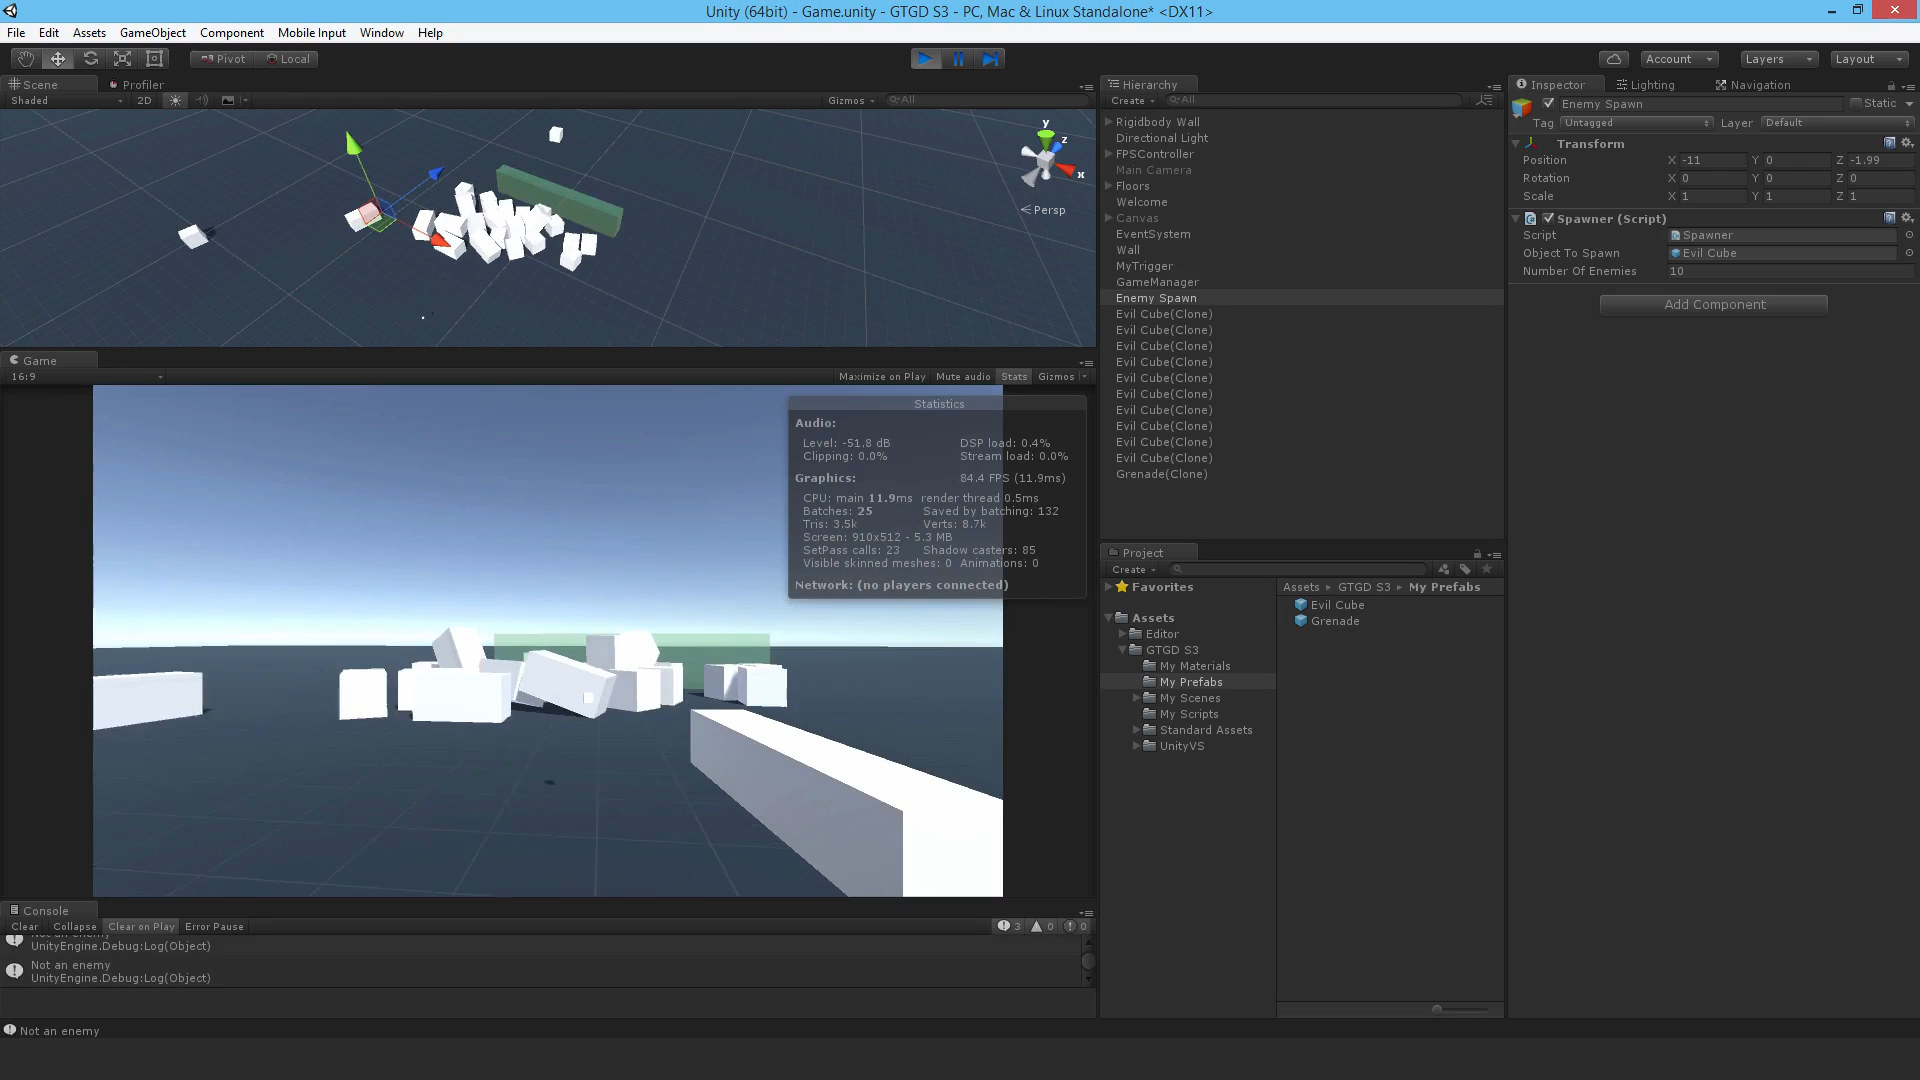 Unity (64bit) - Game.unity - GTGD S3 - PC, Mac & Linux Standalone* <DX11>
File Edit Assets GameObject Component Mobile Input Window Help
Pivot Local Account Layers Layout
Scene Profiler
Shaded 2D Gizmos All
y
z
x
Persp
Game
16:9 Maximize on Play Mute audio Stats Gizmos
Statistics
Audio:
Level: -51.8 dB DSP load: 0.4%
Clipping: 0.0% Stream load: 0.0%
Graphics: 84.4 FPS (11.9ms)
CPU: main 11.9ms render thread 0.5ms
Batches: 25 Saved by batching: 132
Tris: 3.5k Verts: 8.7k
Screen: 910x512 - 5.3 MB
SetPass calls: 23 Shadow casters: 85
Visible skinned meshes: 0 Animations: 0
Network: (no players connected)
Console
Clear Collapse Clear on Play Error Pause 3 0 0
Not an enemy
UnityEngine.Debug:Log(Object)
Not an enemy
UnityEngine.Debug:Log(Object)
Not an enemy
Hierarchy
Create All
Rigidbody Wall
Directional Light
FPSController
Main Camera
Floors
Welcome
Canvas
EventSystem
Wall
MyTrigger
GameManager
Enemy Spawn
Evil Cube(Clone)
Evil Cube(Clone)
Evil Cube(Clone)
Evil Cube(Clone)
Evil Cube(Clone)
Evil Cube(Clone)
Evil Cube(Clone)
Evil Cube(Clone)
Evil Cube(Clone)
Evil Cube(Clone)
Grenade(Clone)
Project
Create
Favorites
Assets
Editor
GTGD S3
My Materials
My Prefabs
My Scenes
My Scripts
Standard Assets
UnityVS
Assets GTGD S3 My Prefabs
Evil Cube
Grenade
Inspector Lighting Navigation
Enemy Spawn Static
Tag Untagged Layer Default
Transform
Position X -11 Y 0 Z -1.99
Rotation X 0 Y 0 Z 0
Scale X 1 Y 1 Z 1
Spawner (Script)
Script Spawner
Object To Spawn Evil Cube
Number Of Enemies 10
Add Component